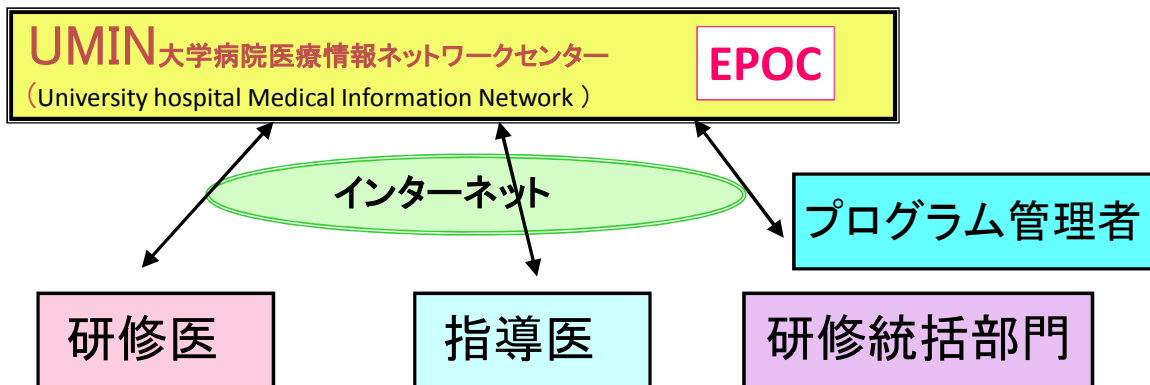 UMIN大学病院医療情報ネットワークセンター
EPOC
（University hospital Medical Information Network ）
インターネット
プログラム管理者
研修医
指導医
研修統括部門